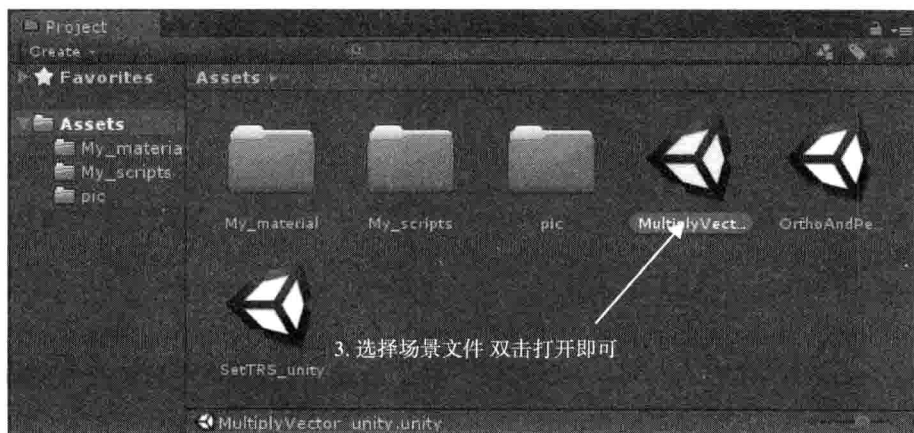 Project
Create
Favorites
Assets
Assets
My_materia
My_scripts
pic
My_material
My_scripts
pic
MultiplyVect...
OrthoAndPe...
SetTRS_unity
3. 选择场景文件 双击打开即可
MultiplyVector_unity.unity